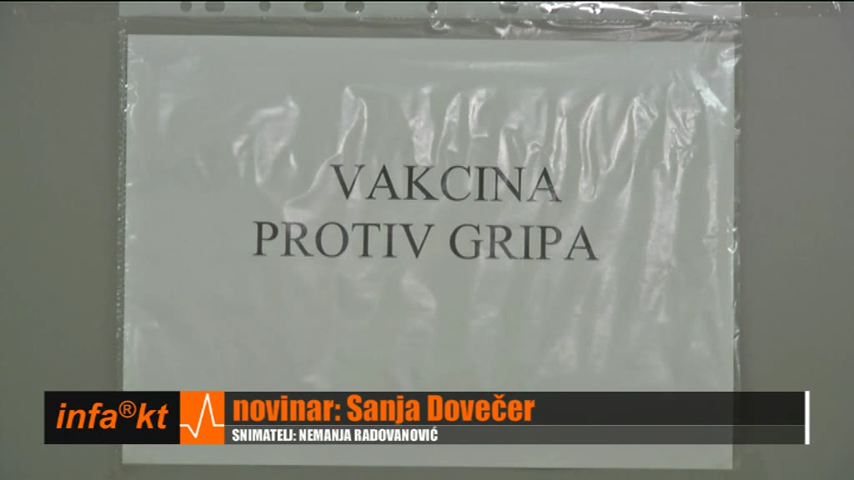 VAKCINA
PROTIV GRIPA
infa®kt
novinar: Sanja Dovečer
SNIMATELJ: NEMANJA RADOVANOVIĆ